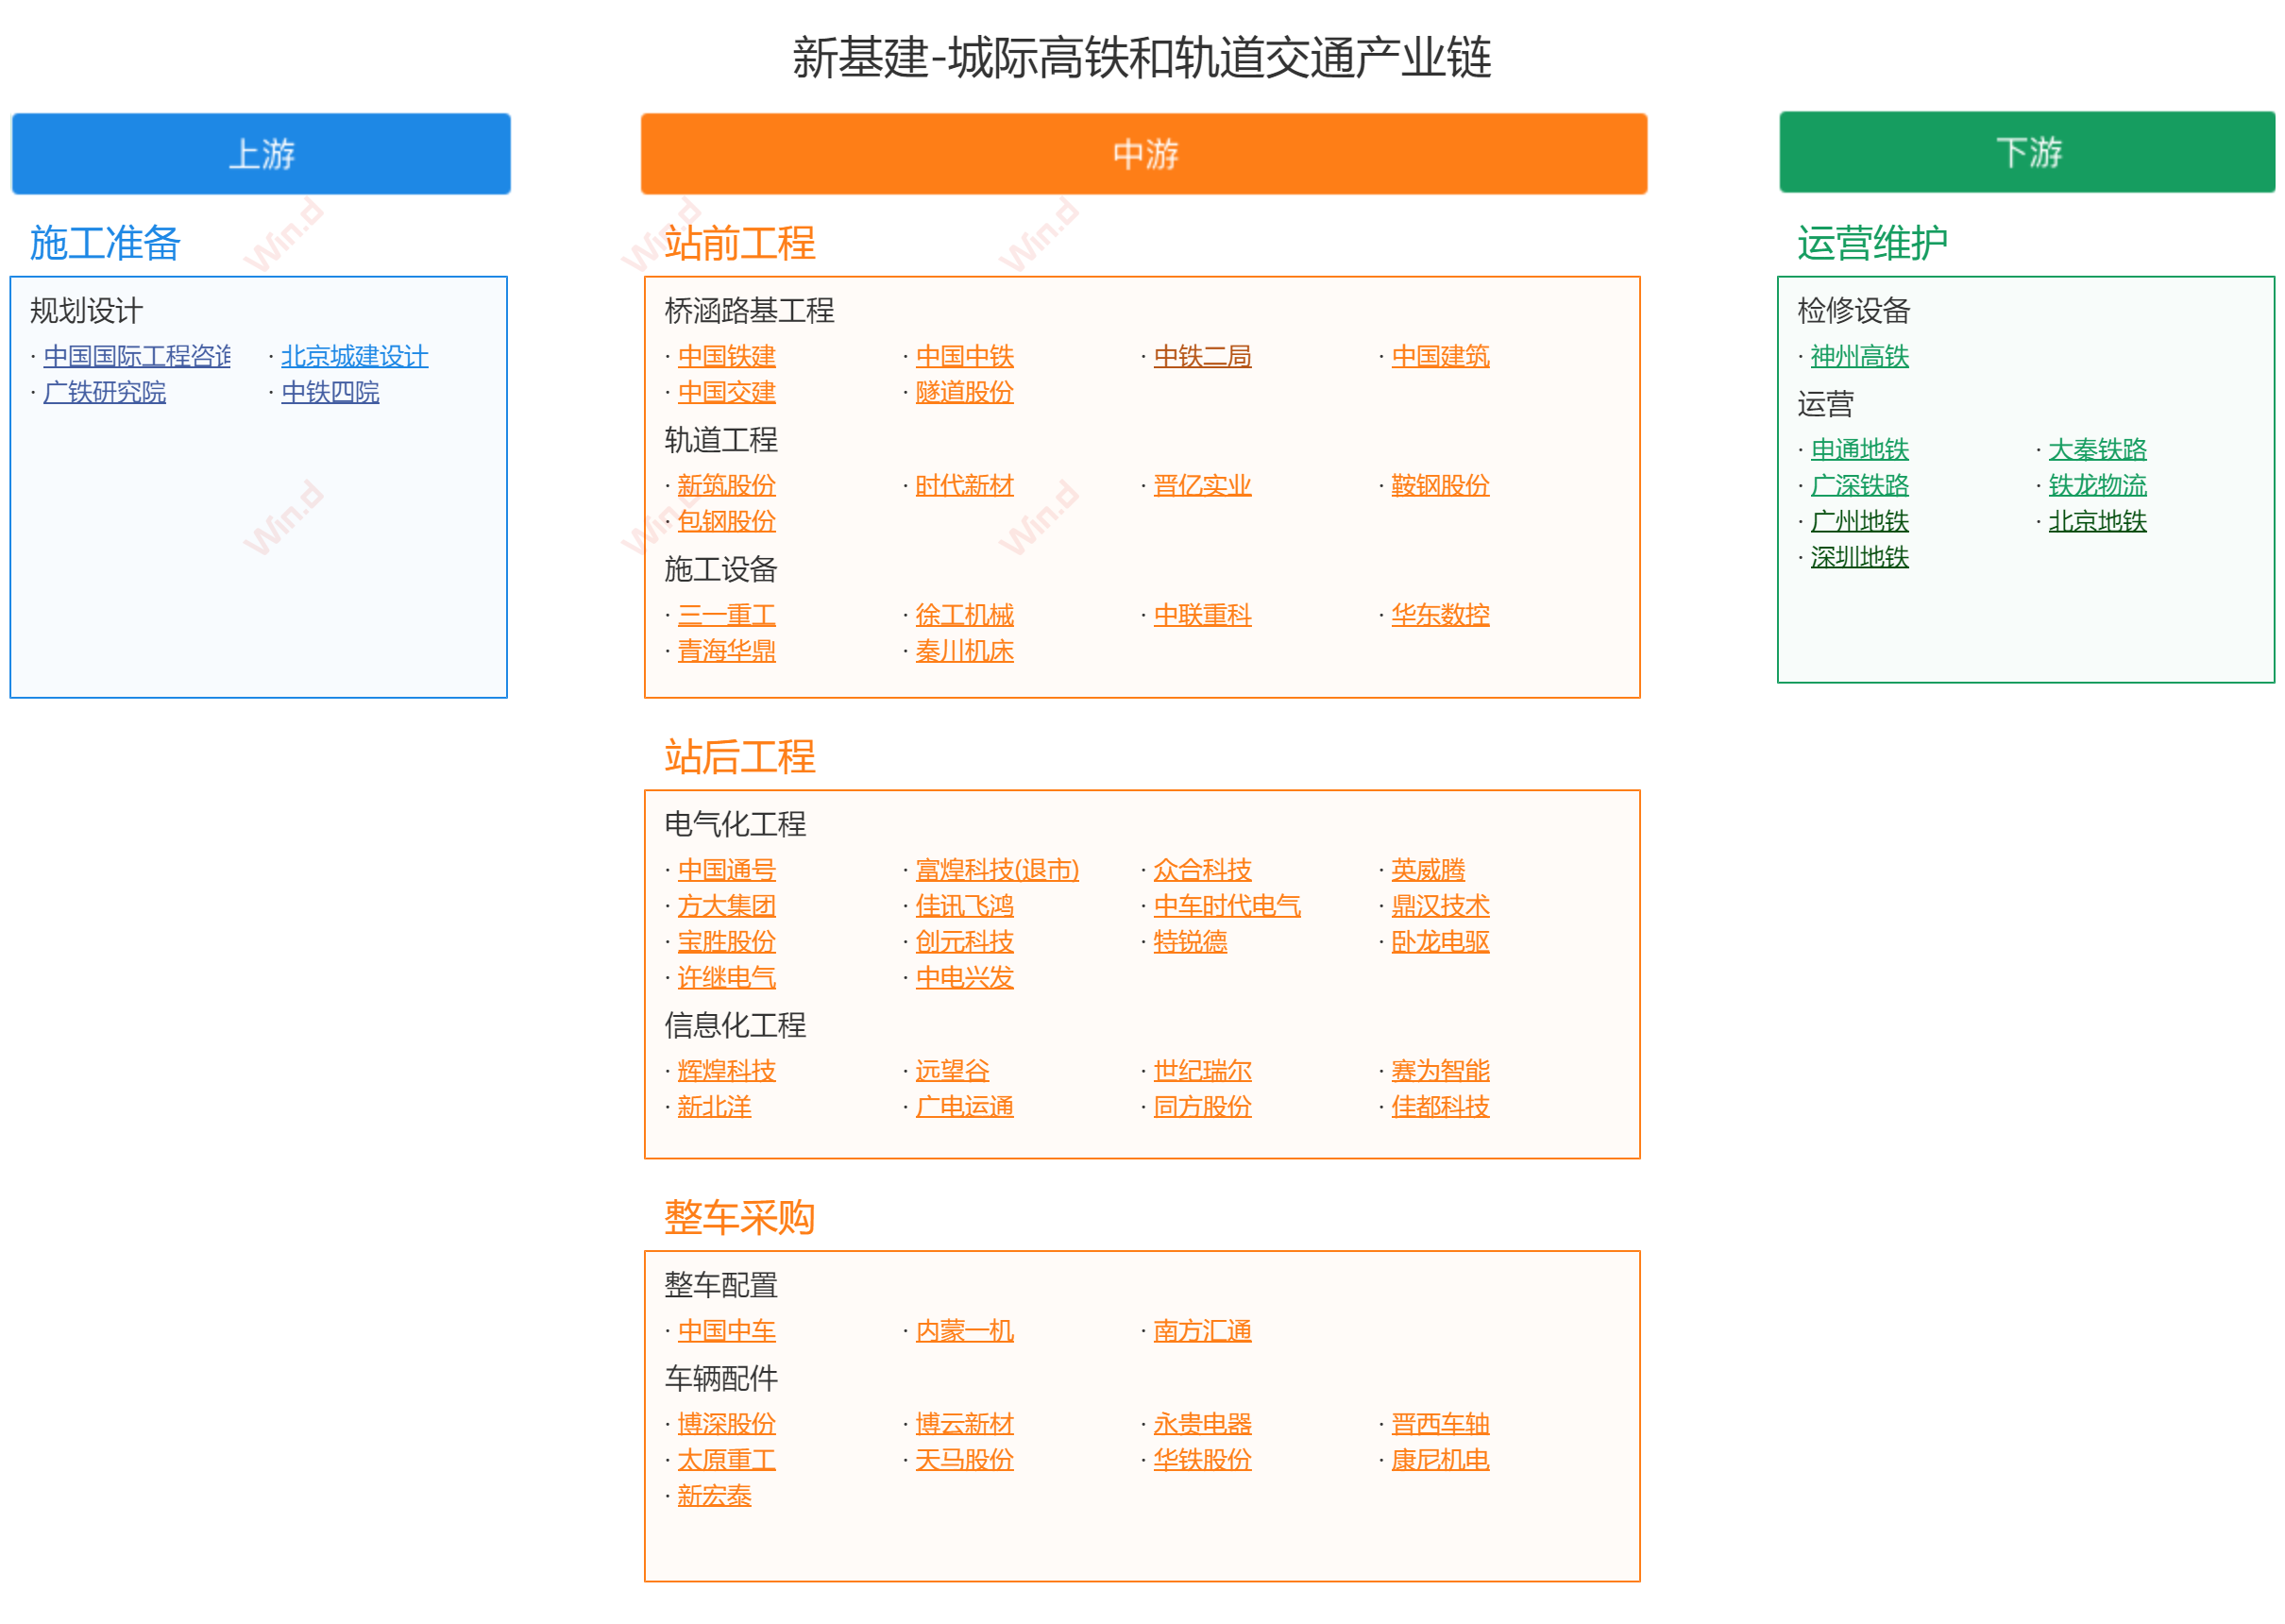 新基建-城际高铁和轨道交通产业链
上游
施工准备
规划设计
· 中国国际工程咨 · 北京城建设计
· 广铁研究院 · 中铁四院
中游
站前工程
桥涵路基工程
· 中国铁建 · 中国中铁 · 中铁二局 · 中国建筑
· 中国交建 · 隧道股份
轨道工程
· 新筑股份 · 时代新材 · 晋亿实业 · 鞍钢股份
· 包钢股份
施工设备
· 三一重工 · 徐工机械 · 中联重科 · 华东数控
· 青海华鼎 · 秦川机床
站后工程
电气化工程
· 中国通号 · 富煌科技(退市) · 众合科技 · 英威腾
· 方大集团 · 佳讯飞鸿 · 中车时代电气 · 鼎汉技术
· 宝胜股份 · 创元科技 · 特锐德 · 卧龙电驱
· 许继电气 · 中电兴发
信息化工程
· 辉煌科技 · 远望谷 · 世纪瑞尔 · 赛为智能
· 新北洋 · 广电运通 · 同方股份 · 佳都科技
整车采购
整车配置
· 中国中车 · 内蒙一机 · 南方汇通
车辆配件
· 博深股份 · 博云新材 · 永贵电器 · 晋西车轴
· 太原重工 · 天马股份 · 华铁股份 · 康尼机电
· 新宏泰
下游
运营维护
检修设备
· 神州高铁
运营
· 申通地铁 · 大秦铁路
· 广深铁路 · 铁龙物流
· 广州地铁 · 北京地铁
· 深圳地铁
Win.d
Win.d
Win.d
Win.d
Win.d
Win.d